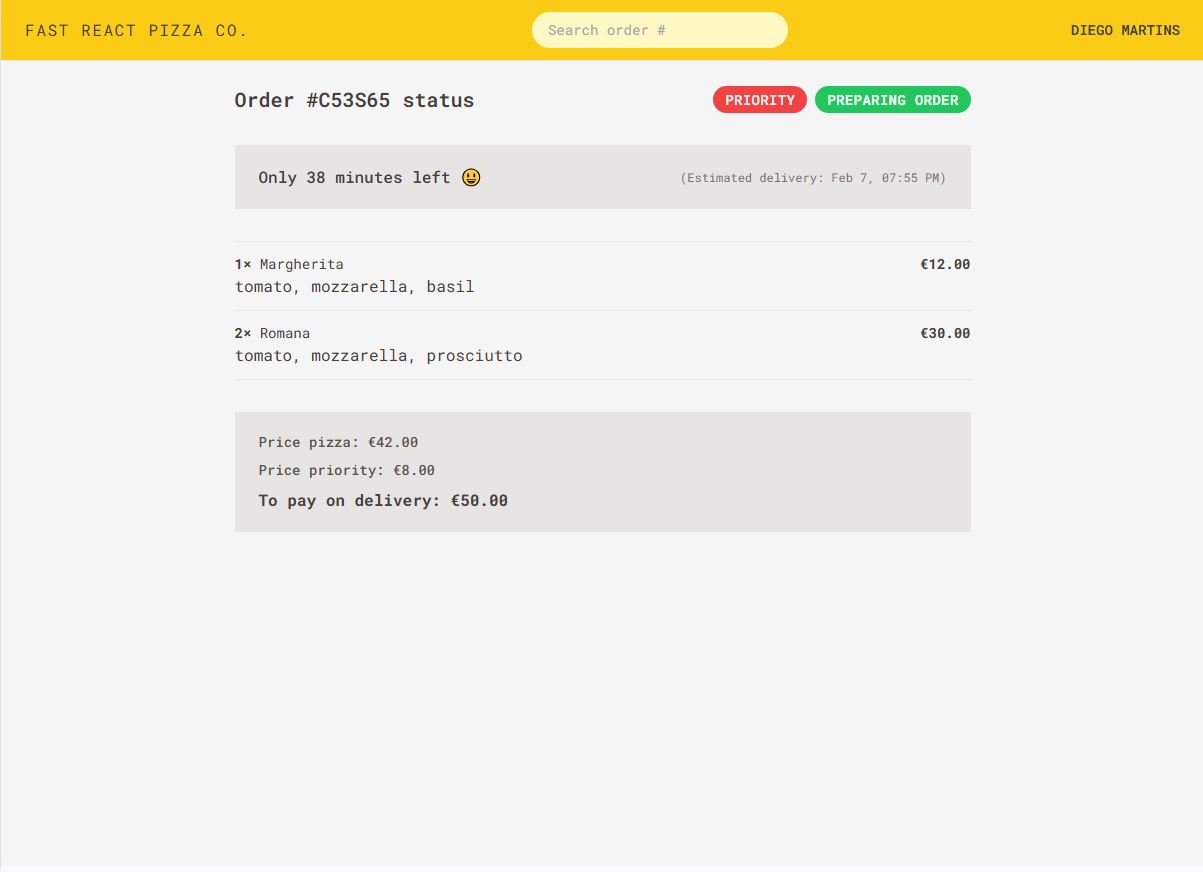 FAST REACT PIZZA CO.
Search order #
DIEGO MARTINS
Order #C53S65 status
PRIORITY
PREPARING ORDER
Only 38 minutes left 😃
(Estimated delivery: Feb 7, 07:55 PM)
1× Margherita
€12.00
tomato, mozzarella, basil
2× Romana
€30.00
tomato, mozzarella, prosciutto
Price pizza: €42.00
Price priority: €8.00
To pay on delivery: €50.00